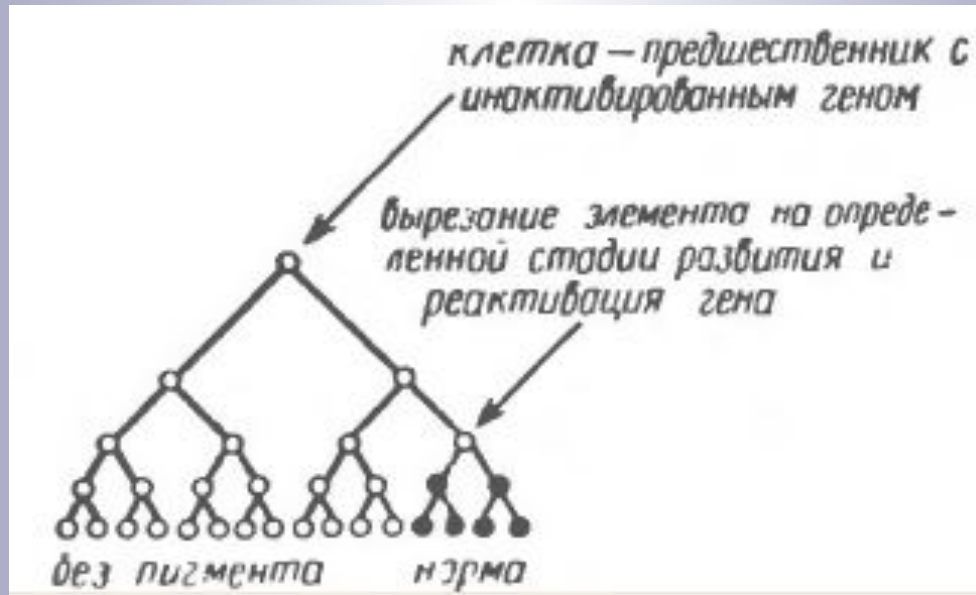 клетка – предшественник с
инактивированным геном
вырезание элемента на опреде-
ленной стадии развития и
реактивация гена
без пигмента
норма